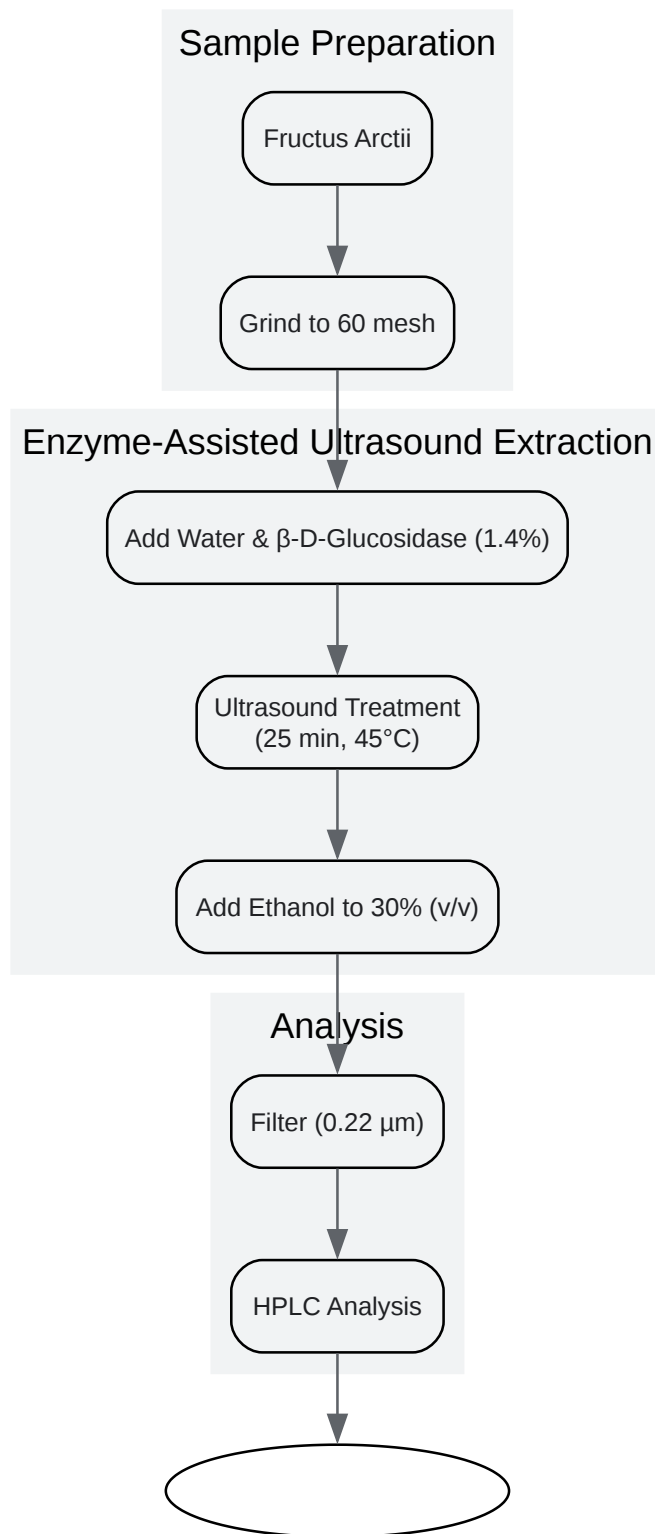 Sample Preparation
Fructus Arctii
Grind to 60 mesh
Enzyme-Assisted Ultrasound Extraction
Add Water & β-D-Glucosidase (1.4%)
Ultrasound Treatment
(25 min, 45°C)
Add Ethanol to 30% (v/v)
Analysis
Filter (0.22 µm)
HPLC Analysis